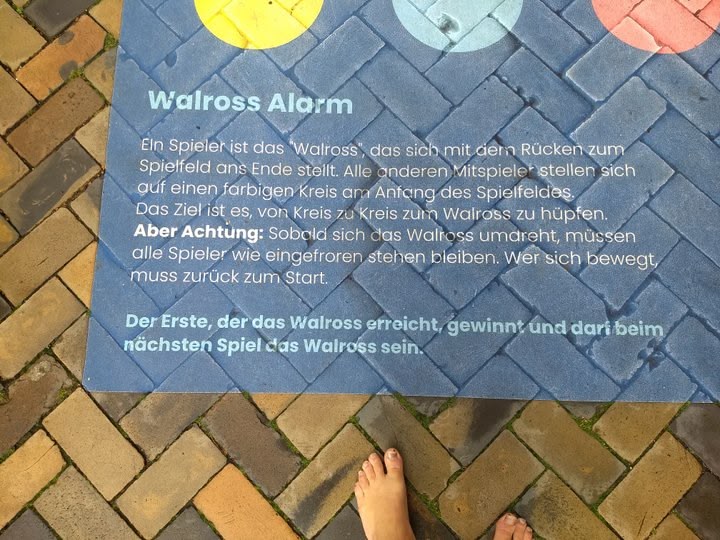 Walross Alarm
EIn Spieler ist das "Walross", das sich mit dem Rücken zum
Spielfeld ans Ende stellt. Alle anderen Mitspieler stellen sich
auf einen farbigen Kreis am Anfang des Spielfeldes.
Das Ziel ist es, von Kreis zu Kreis zum Walross zu hüpfen.
Aber Achtung: Sobald sich das Walross umdreht, müssen
alle Spieler wie eingefroren stehen bleiben. Wer sich bewegt,
muss zurück zum Start.
Der Erste, der das Walross erreicht, gewinnt und darf beim
nächsten Spiel das Walross sein.